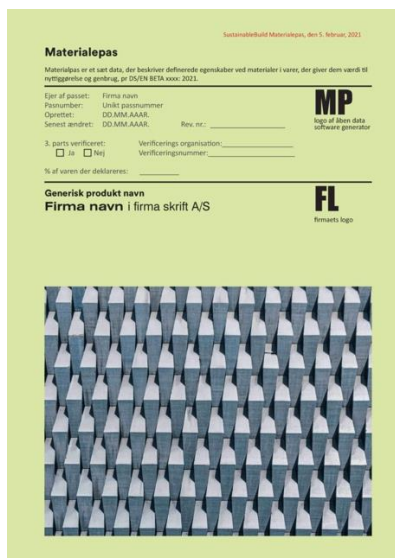 SustainableBuild Materialepas, den 5. februar, 2021
Materialepas
Materialpas er et sæt data, der beskriver definerede egenskaber ved materialer i varer, der giver dem værdi til
nyttiggørelse og genbrug, pr DS/EN BETA xxxx: 2021.
Ejer af passet: Firma navn
Pasnumber: Unikt passnummer
Oprettet: DD.MM.AAAR.
Senest ændret: DD.MM.AAAR. Rev. nr.:
MP
logo af åben data
software generator
3. parts verificeret: Verificerings organisation:
Ja Nej Verificeringsnummer:
% af varen der deklareres:
Generisk produkt navn
Firma navn i firma skrift A/S
FL
firmaets logo